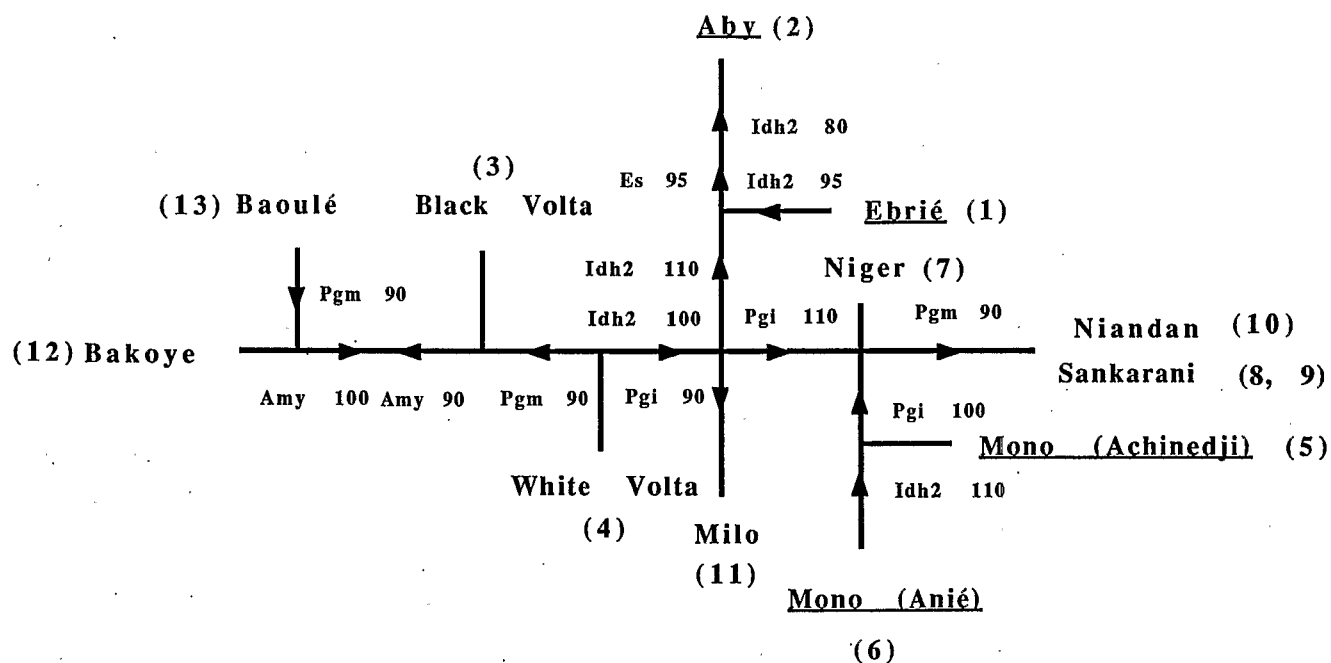 Aby (2)
Idh2 80
(3)
Es 95 Idh2 95
(13) Baoulé Black Volta Ebrié (1)
Idh2 110 Niger (7)
Pgm 90
Idh2 100 Pgi 110 Pgm 90
Niandan (10)
(12) Bakoye
Sankarani (8, 9)
Amy 100 Amy 90 Pgm 90 Pgi 90
Pgi 100
Mono (Achinedji) (5)
White Volta Idh2 110
(4) Milo
(11)
Mono (Anié)
(6)